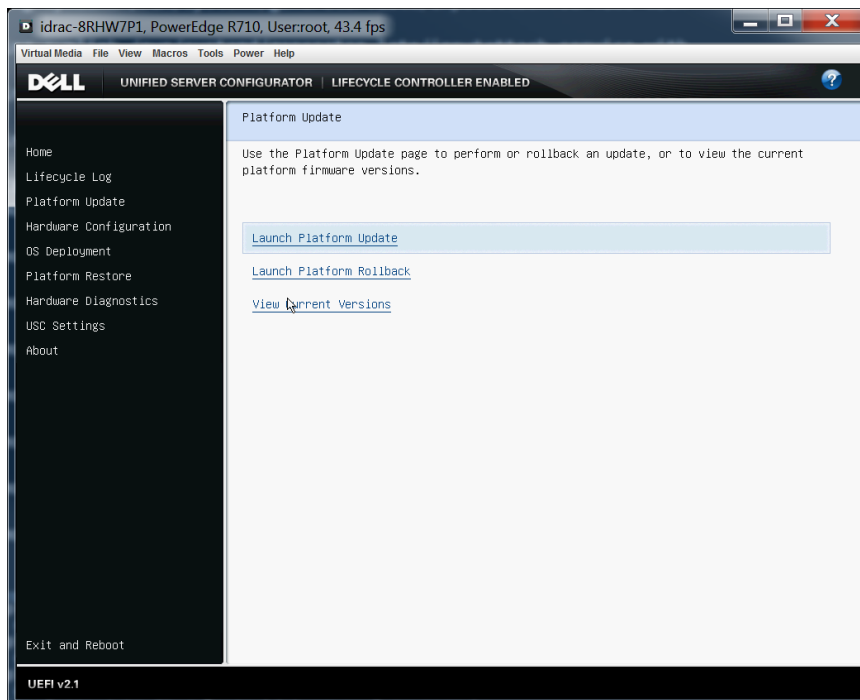 idrac-8RHW7P1, PowerEdge R710, User:root, 43.4 fps
Virtual Media File View Macros Tools Power Help
DELL UNIFIED SERVER CONFIGURATOR | LIFECYCLE CONTROLLER ENABLED ?
Platform Update
Home
Lifecycle Log
Platform Update
Hardware Configuration
OS Deployment
Platform Restore
Hardware Diagnostics
USC Settings
About
Use the Platform Update page to perform or rollback an update, or to view the current
platform firmware versions.
Launch Platform Update
Launch Platform Rollback
View Current Versions
Exit and Reboot
UEFI v2.1